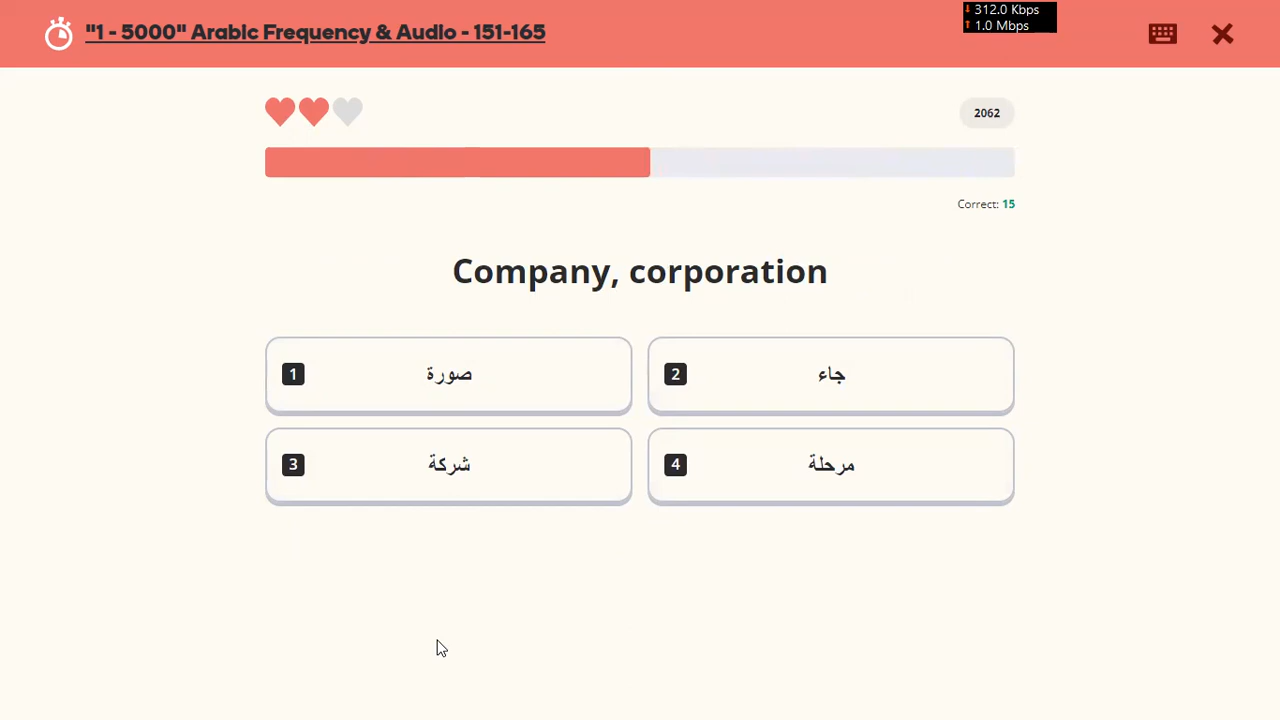 "1 - 5000" Arabic Frequency & Audio - 151-165
↓ 312.0 Kbps
↑ 1.0 Mbps
2062
Correct: 15
Company, corporation
1 صورة
2 جاء
3 شركة
4 مرحلة